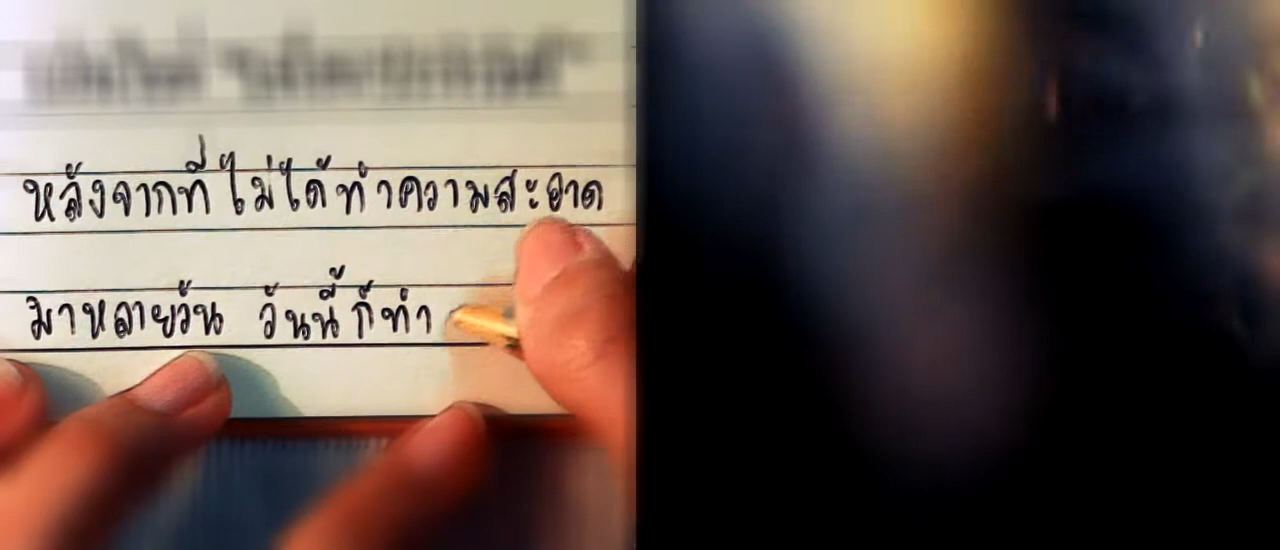 หลังจากที่ ไม่ได้ ทำความสะอาด
มาหลายวัน วันนี้ ก็ทำ